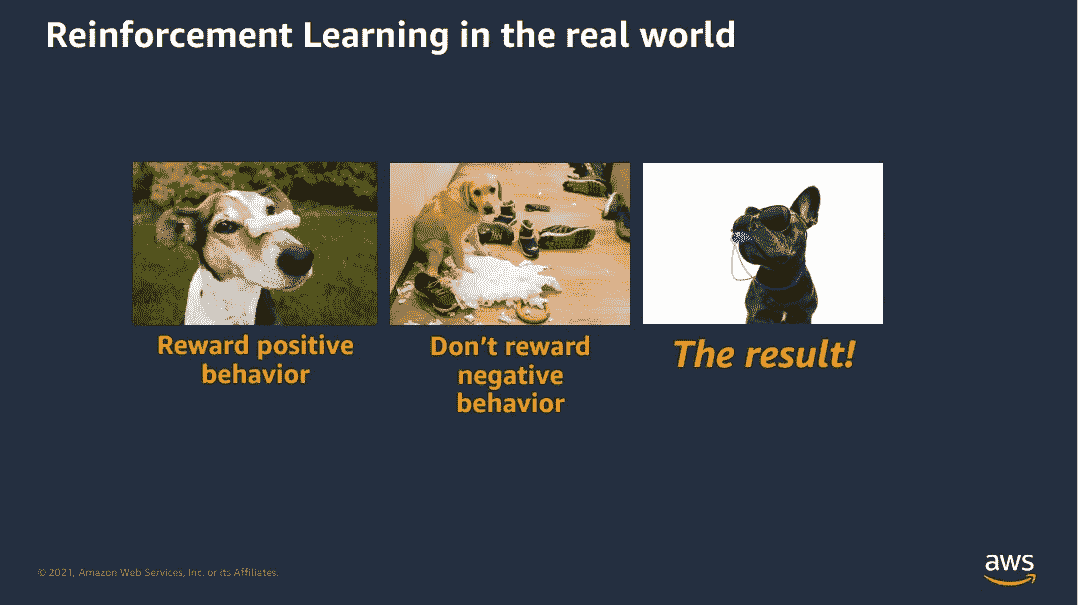 Reinforcement Learning in the real world
Reward positive
behavior
Don't reward
negative
behavior
The result!
© 2021, Amazon Web Services, Inc. or its Affiliates.
aws